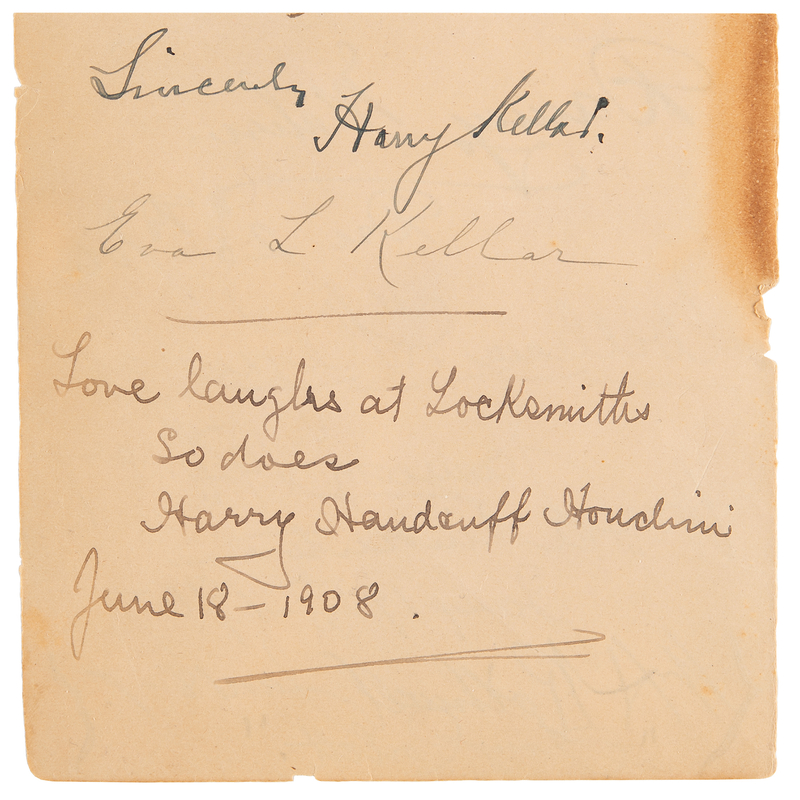 Sincerely
Harry Kellar.
Eva L. Kellar
Love laughs at Locksmiths
So does
Harry Handcuff Houdini
June 18 – 1908.